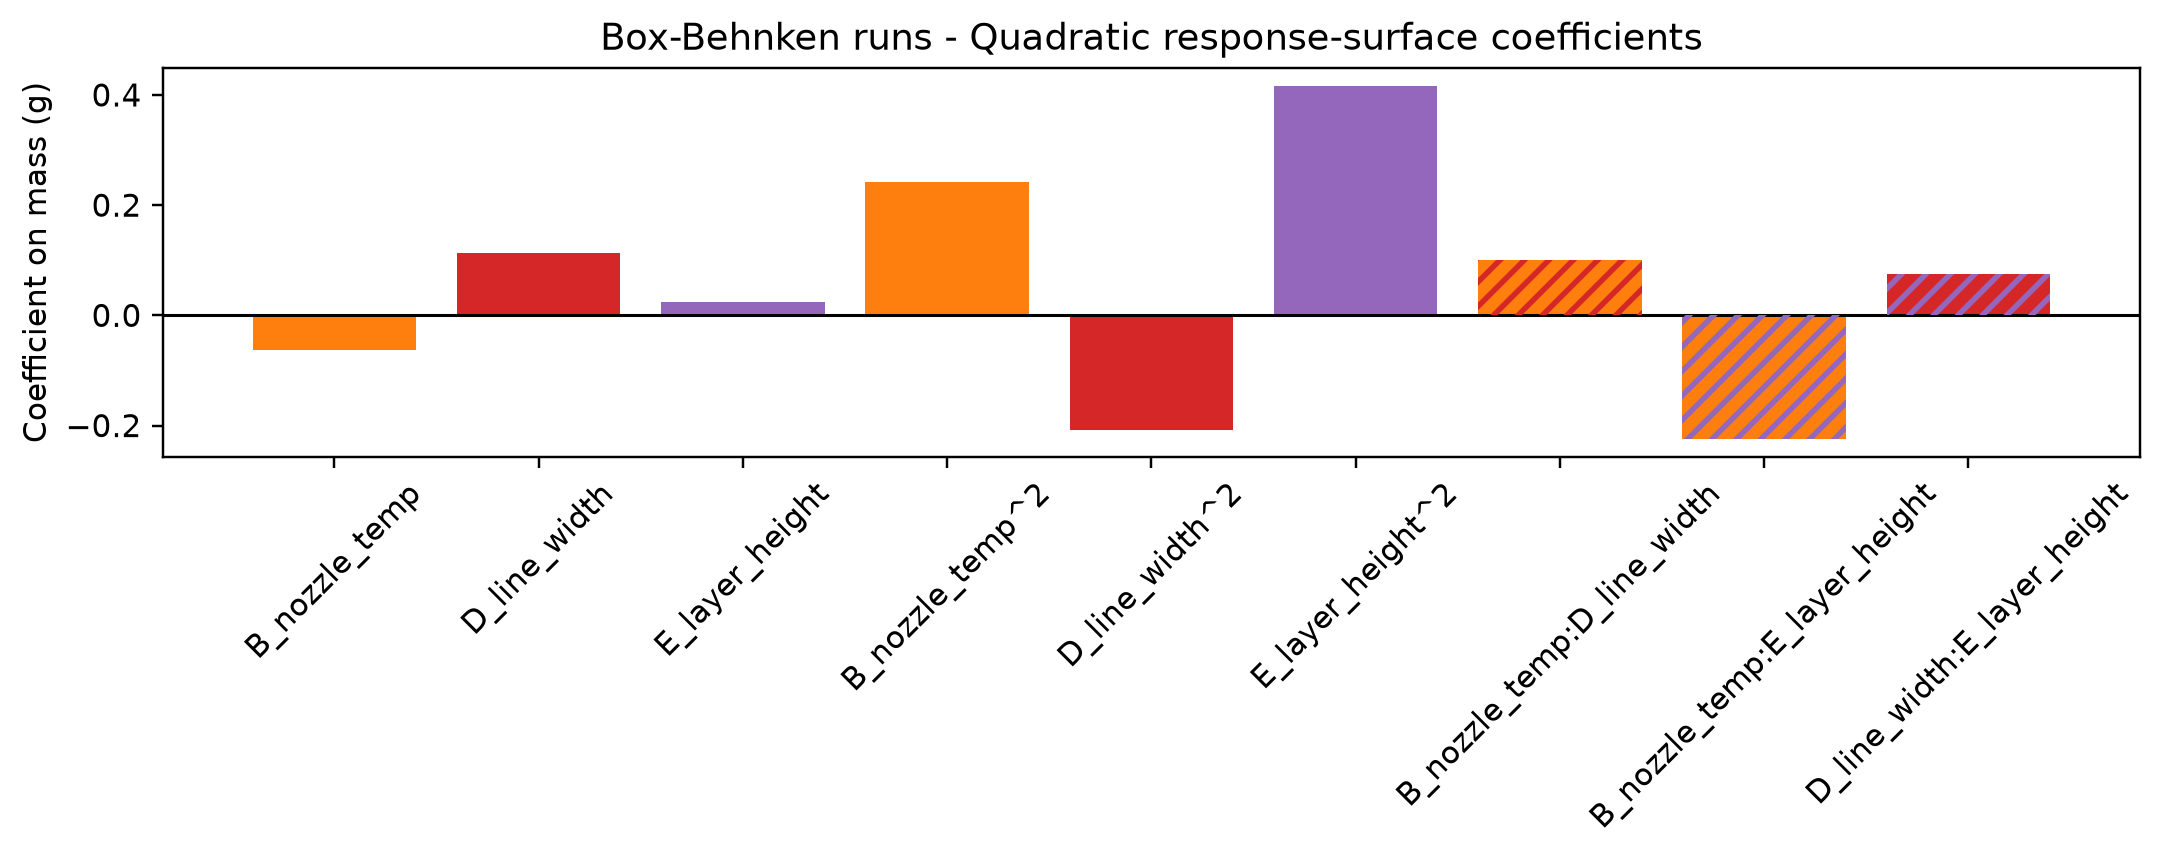 Box-Behnken runs - Quadratic response-surface coefficients
Coefficient on mass (g)
0.4
0.2
0.0
−0.2
B_nozzle_temp
D_line_width
E_layer_height
B_nozzle_temp^2
D_line_width^2
E_layer_height^2
B_nozzle_temp:D_line_width
B_nozzle_temp:E_layer_height
D_line_width:E_layer_height